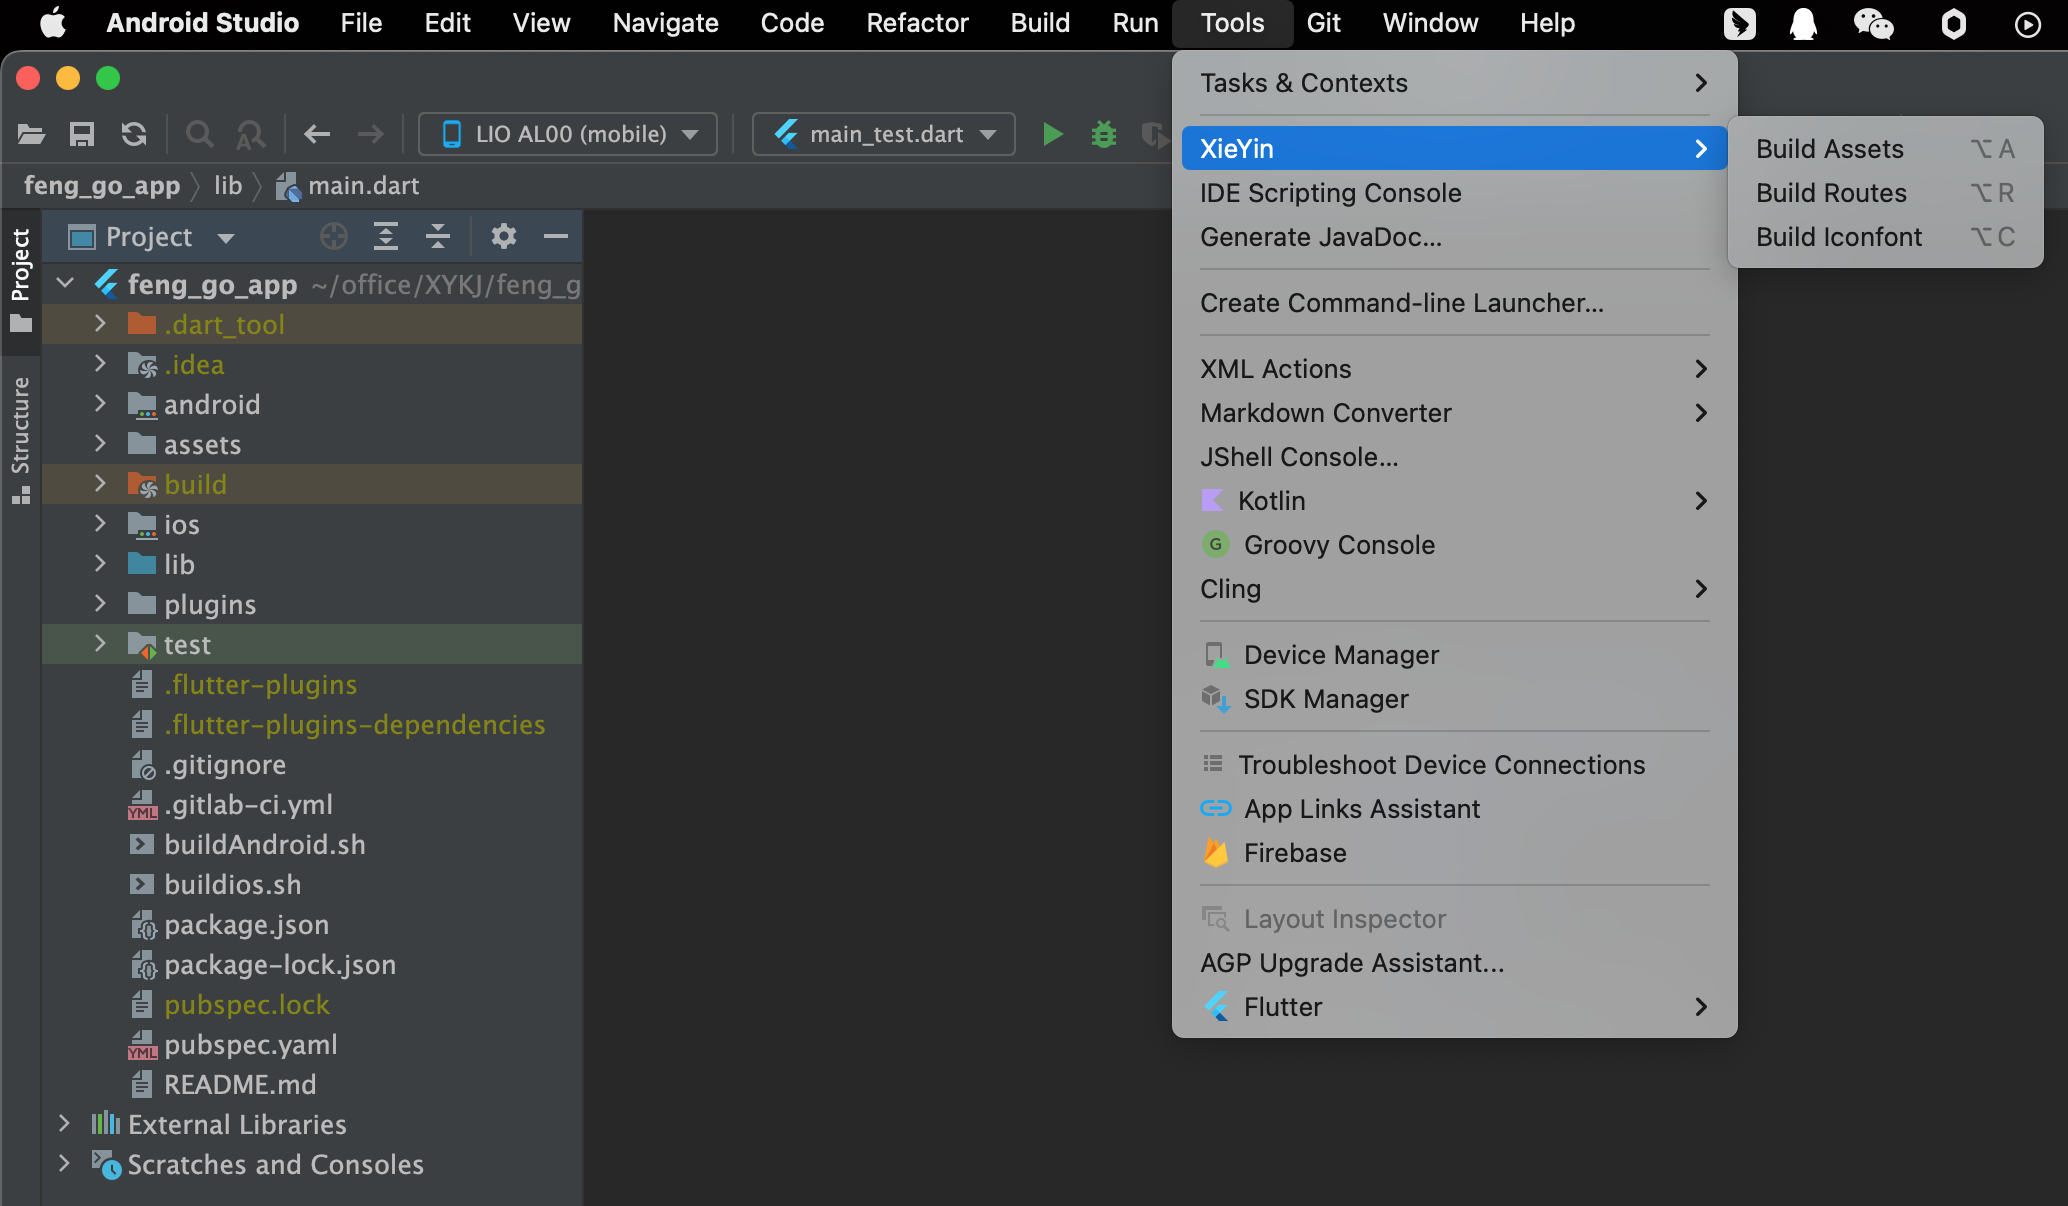 Android Studio File Edit View Navigate Code Refactor Build Run Tools Git Window Help
LIO AL00 (mobile)
main_test.dart
feng_go_app lib main.dart
Project
Structure
Project
feng_go_app ~/office/XYKJ/feng_g
.dart_tool
.idea
android
assets
build
ios
lib
plugins
test
.flutter-plugins
.flutter-plugins-dependencies
.gitignore
.gitlab-ci.yml
buildAndroid.sh
buildios.sh
package.json
package-lock.json
pubspec.lock
pubspec.yaml
README.md
External Libraries
Scratches and Consoles
Tasks & Contexts
XieYin
IDE Scripting Console
Generate JavaDoc...
Create Command-line Launcher...
XML Actions
Markdown Converter
JShell Console...
Kotlin
Groovy Console
Cling
Device Manager
SDK Manager
Troubleshoot Device Connections
App Links Assistant
Firebase
Layout Inspector
AGP Upgrade Assistant...
Flutter
Build Assets ⌥ A
Build Routes ⌥ R
Build Iconfont ⌥ C